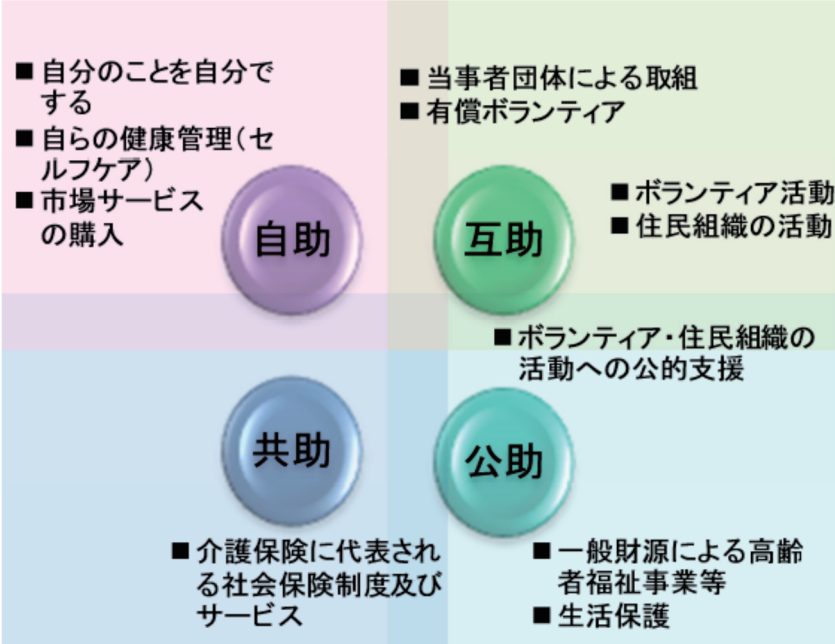 ■ 自分のことを自分で
する
■ 自らの健康管理（セ
ルフケア）
■ 市場サービス
の購入
自助
■ 当事者団体による取組
■ 有償ボランティア
■ ボランティア活動
■ 住民組織の活動
互助
■ ボランティア・住民組織の
活動への公的支援
共助
■ 介護保険に代表され
る社会保険制度及び
サービス
公助
■ 一般財源による高齢
者福祉事業等
■ 生活保護